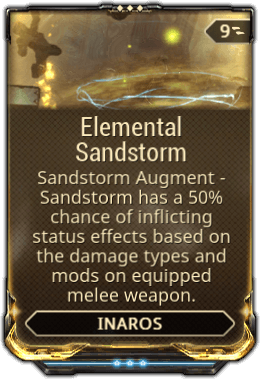 9
Elemental
Sandstorm
Sandstorm Augment -
Sandstorm has a 50%
chance of inflicting
status effects based on
the damage types and
mods on equipped
melee weapon.
INAROS